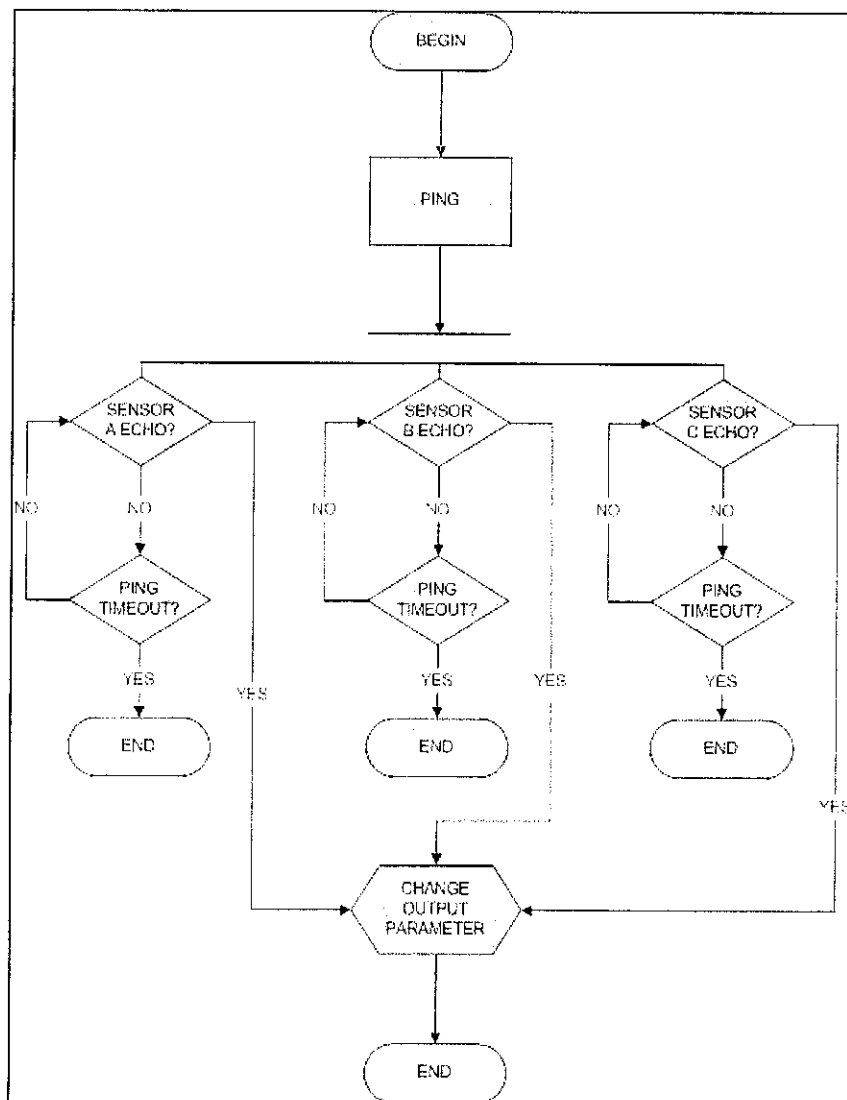 BEGIN
PING
SENSOR
A ECHO?
SENSOR
B ECHO?
SENSOR
C ECHO?
NO
NO
NO
NO
NO
NO
PING
TIMEOUT?
PING
TIMEOUT?
PING
TIMEOUT?
YES
YES
YES
YES
YES
END
END
END
YES
CHANGE
OUTPUT
PARAMETER
END